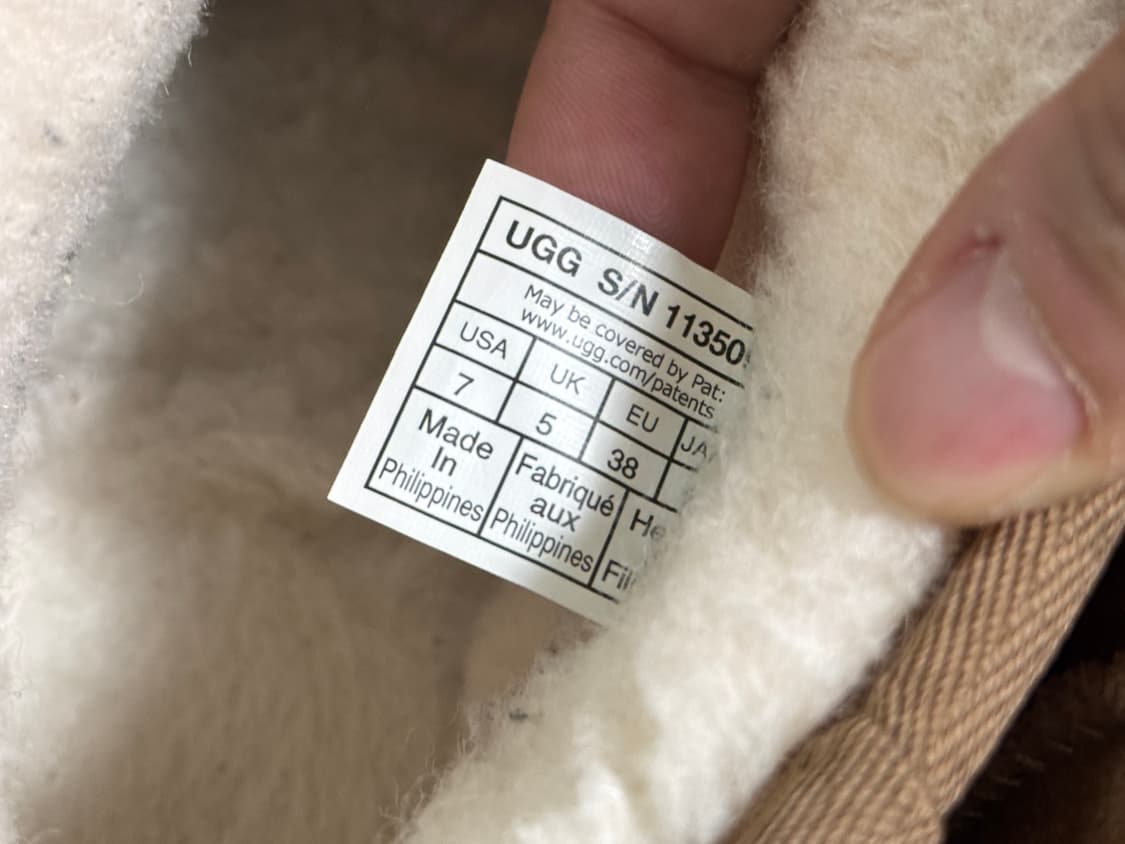 UGG S/N 11350
May be covered by Pat:
www.ugg.com/patents
USA UK EU
7 5 38
Made
In
Philippines
Fabriqué
aux
Philippines